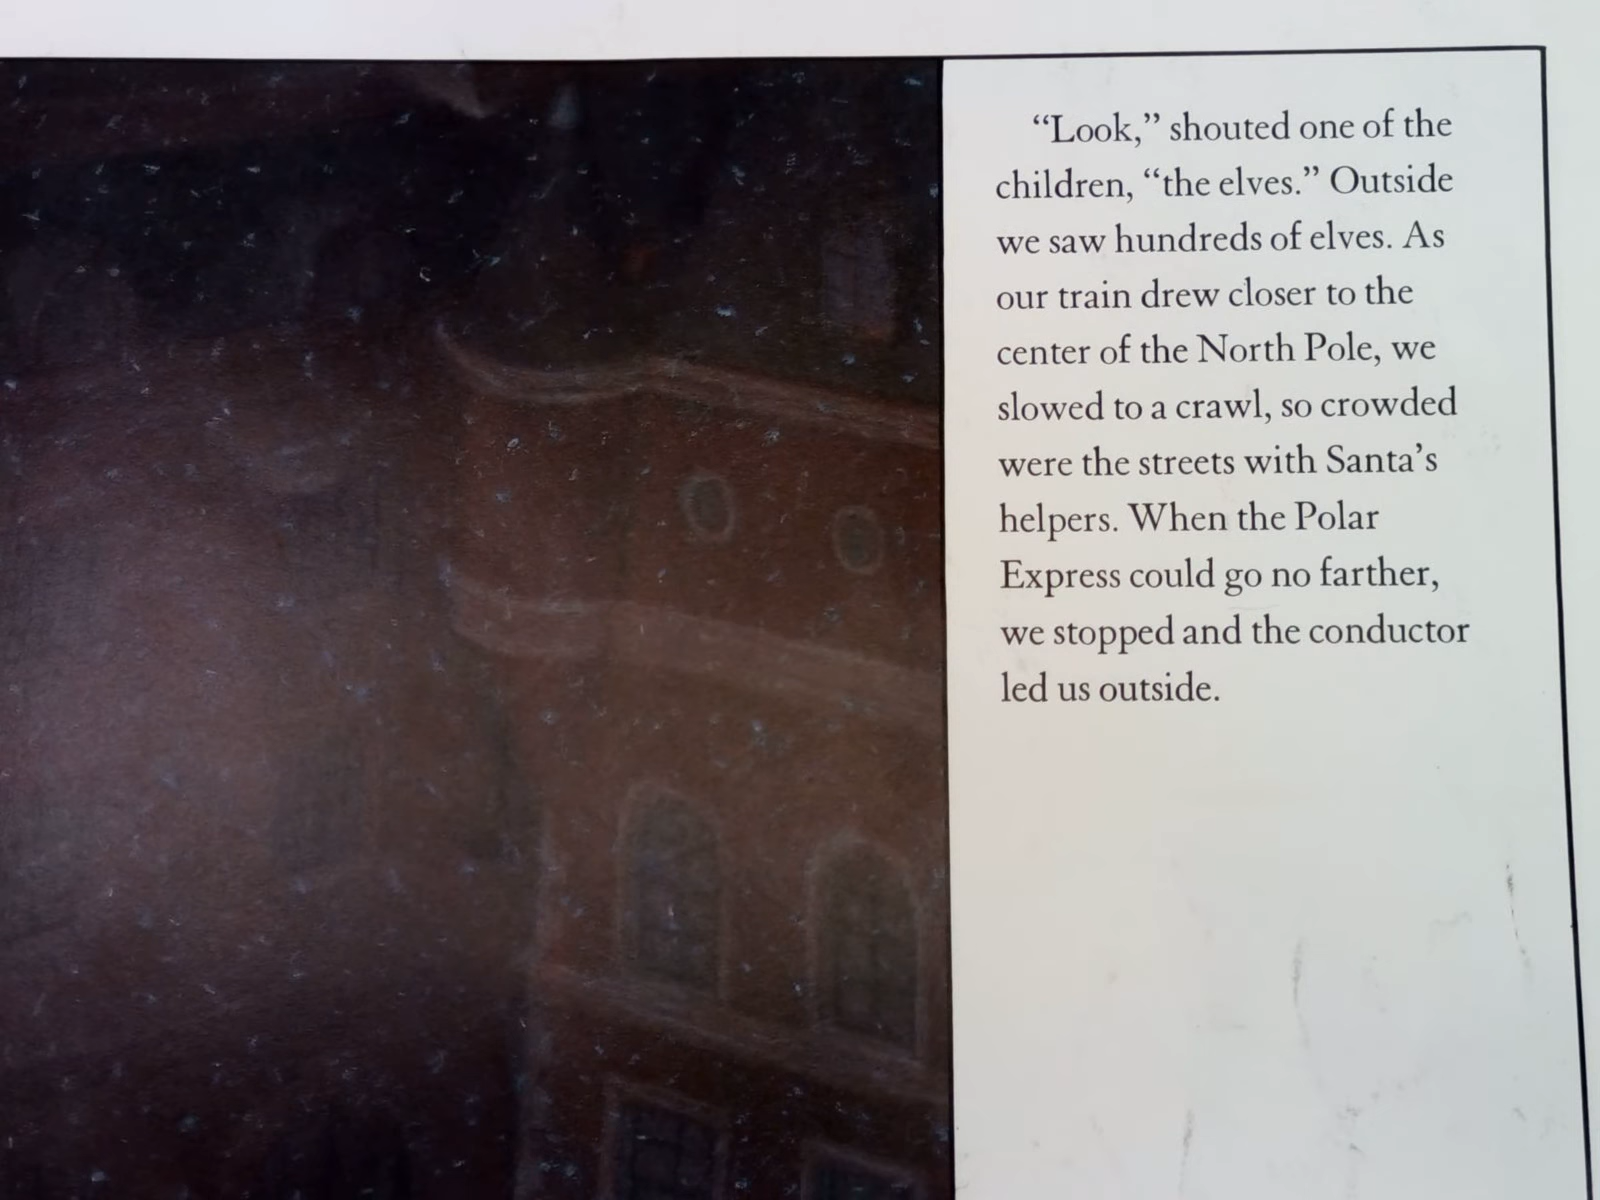 “Look,” shouted one of the
children, “the elves.” Outside
we saw hundreds of elves. As
our train drew closer to the
center of the North Pole, we
slowed to a crawl, so crowded
were the streets with Santa’s
helpers. When the Polar
Express could go no farther,
we stopped and the conductor
led us outside.